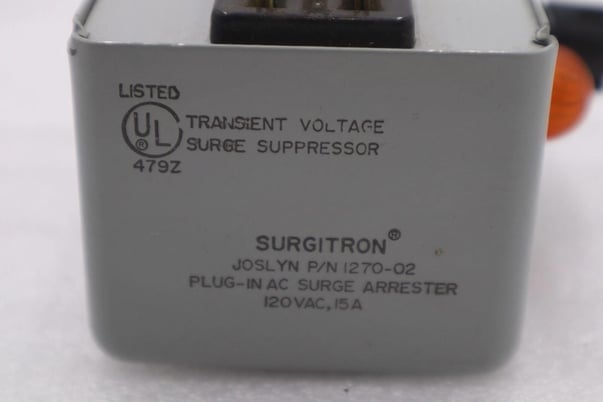 LISTED
UL ®
479Z
TRANSIENT VOLTAGE
SURGE SUPPRESSOR
SURGITRON®
JOSLYN P/N 1270-02
PLUG-IN AC SURGE ARRESTER
120VAC, 15A